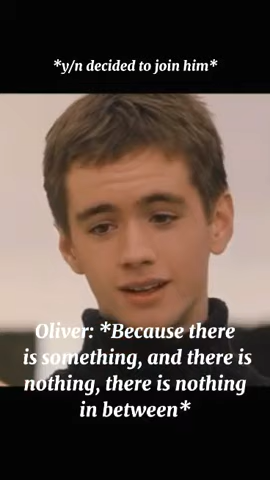 *y/n decided to join him*
Oliver: *Because there
is something, and there is
nothing, there is nothing
in between*